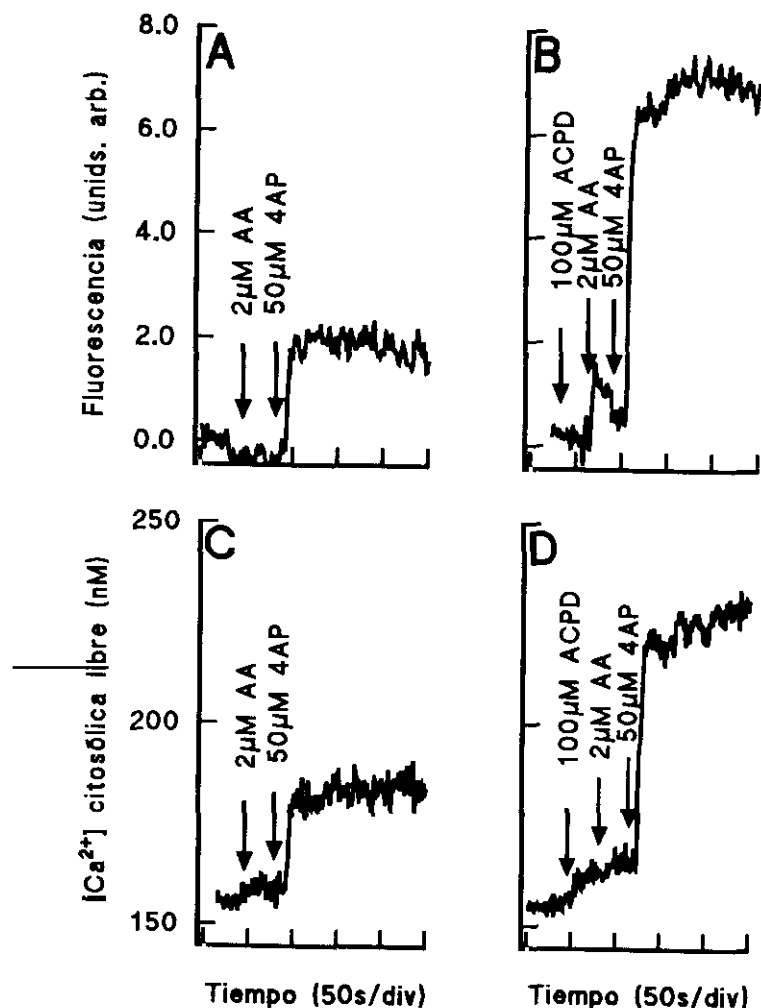 A
B
Fluorescencia (unids. arb.)
8.0
6.0
4.0
2.0
0.0
2µM AA
50µM 4AP
100µM ACPD
2µM AA
50µM 4AP
C
D
[Ca²⁺] citosólica libre (nM)
250
200
150
2µM AA
50µM 4AP
100µM ACPD
2µM AA
50µM 4AP
Tiempo (50s/div)
Tiempo (50s/div)